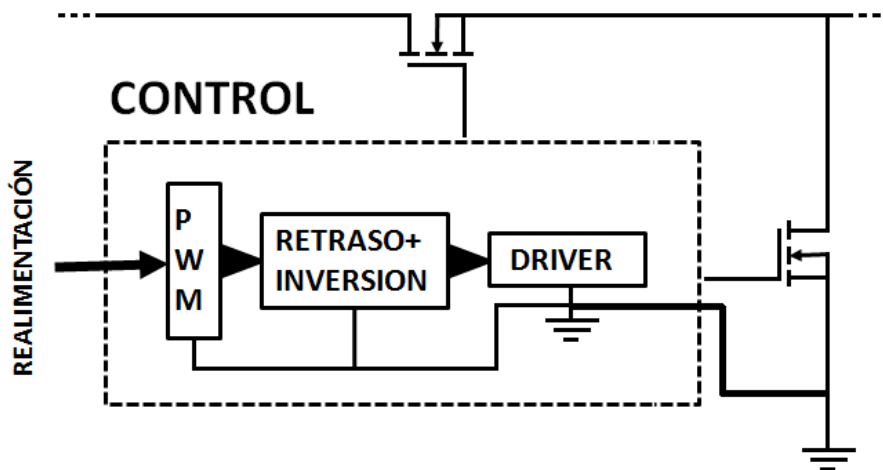 CONTROL
REALIMENTACIÓN
P
W
M
RETRASO+
INVERSION
DRIVER